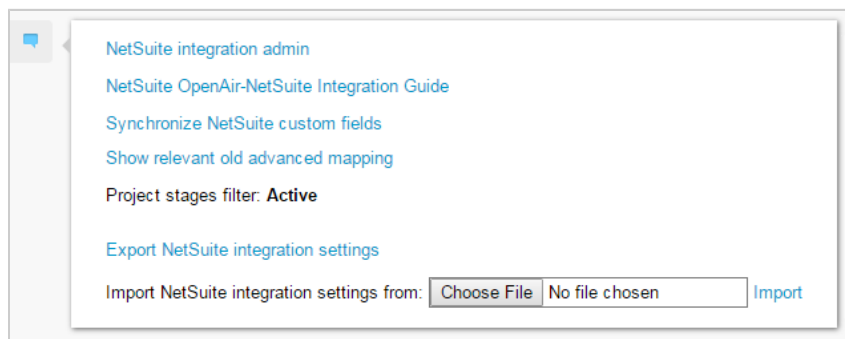 NetSuite integration admin
NetSuite OpenAir-NetSuite Integration Guide
Synchronize NetSuite custom fields
Show relevant old advanced mapping
Project stages filter: Active
Export NetSuite integration settings
Import NetSuite integration settings from: Choose File No file chosen Import